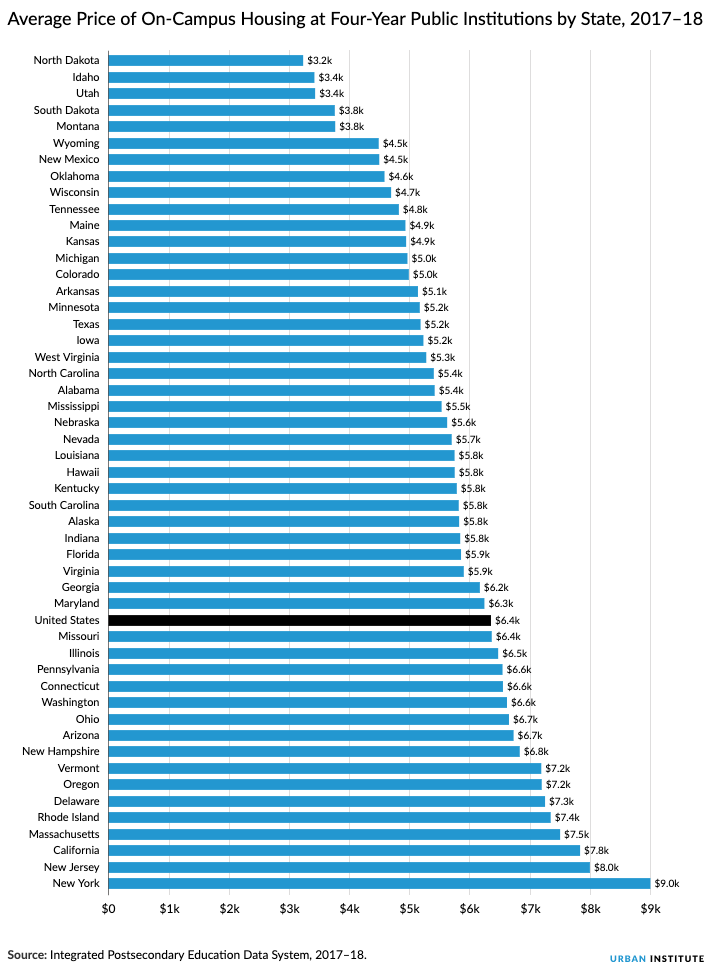 Average Price of On-Campus Housing at Four-Year Public Institutions by State, 2017–18
North Dakota $3.2k
Idaho $3.4k
Utah $3.4k
South Dakota $3.8k
Montana $3.8k
Wyoming $4.5k
New Mexico $4.5k
Oklahoma $4.6k
Wisconsin $4.7k
Tennessee $4.8k
Maine $4.9k
Kansas $4.9k
Michigan $5.0k
Colorado $5.0k
Arkansas $5.1k
Minnesota $5.2k
Texas $5.2k
Iowa $5.2k
West Virginia $5.3k
North Carolina $5.4k
Alabama $5.4k
Mississippi $5.5k
Nebraska $5.6k
Nevada $5.7k
Louisiana $5.8k
Hawaii $5.8k
Kentucky $5.8k
South Carolina $5.8k
Alaska $5.8k
Indiana $5.8k
Florida $5.9k
Virginia $5.9k
Georgia $6.2k
Maryland $6.3k
United States $6.4k
Missouri $6.4k
Illinois $6.5k
Pennsylvania $6.6k
Connecticut $6.6k
Washington $6.6k
Ohio $6.7k
Arizona $6.7k
New Hampshire $6.8k
Vermont $7.2k
Oregon $7.2k
Delaware $7.3k
Rhode Island $7.4k
Massachusetts $7.5k
California $7.8k
New Jersey $8.0k
New York $9.0k
$0 $1k $2k $3k $4k $5k $6k $7k $8k $9k
Source: Integrated Postsecondary Education Data System, 2017–18.
URBAN INSTITUTE